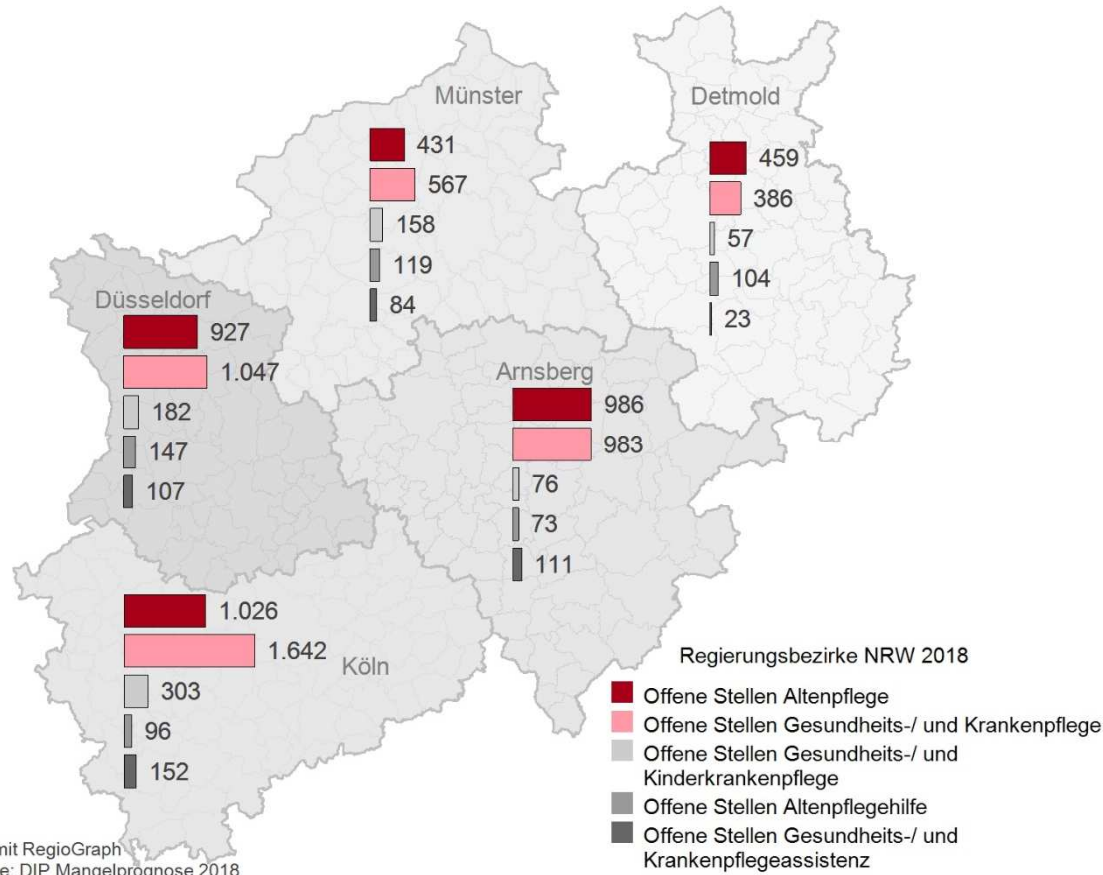 Münster
431
567
158
119
84
Detmold
459
386
57
104
23
Düsseldorf
927
1.047
182
147
107
Arnsberg
986
983
76
73
111
1.026
1.642
Köln
303
96
152
Regierungsbezirke NRW 2018
Offene Stellen Altenpflege
Offene Stellen Gesundheits-/ und Krankenpflege
Offene Stellen Gesundheits-/ und
Kinderkrankenpflege
Offene Stellen Altenpflegehilfe
Offene Stellen Gesundheits-/ und
Krankenpflegeassistenz
mit RegioGraph
DIP Mangelprognose 2018